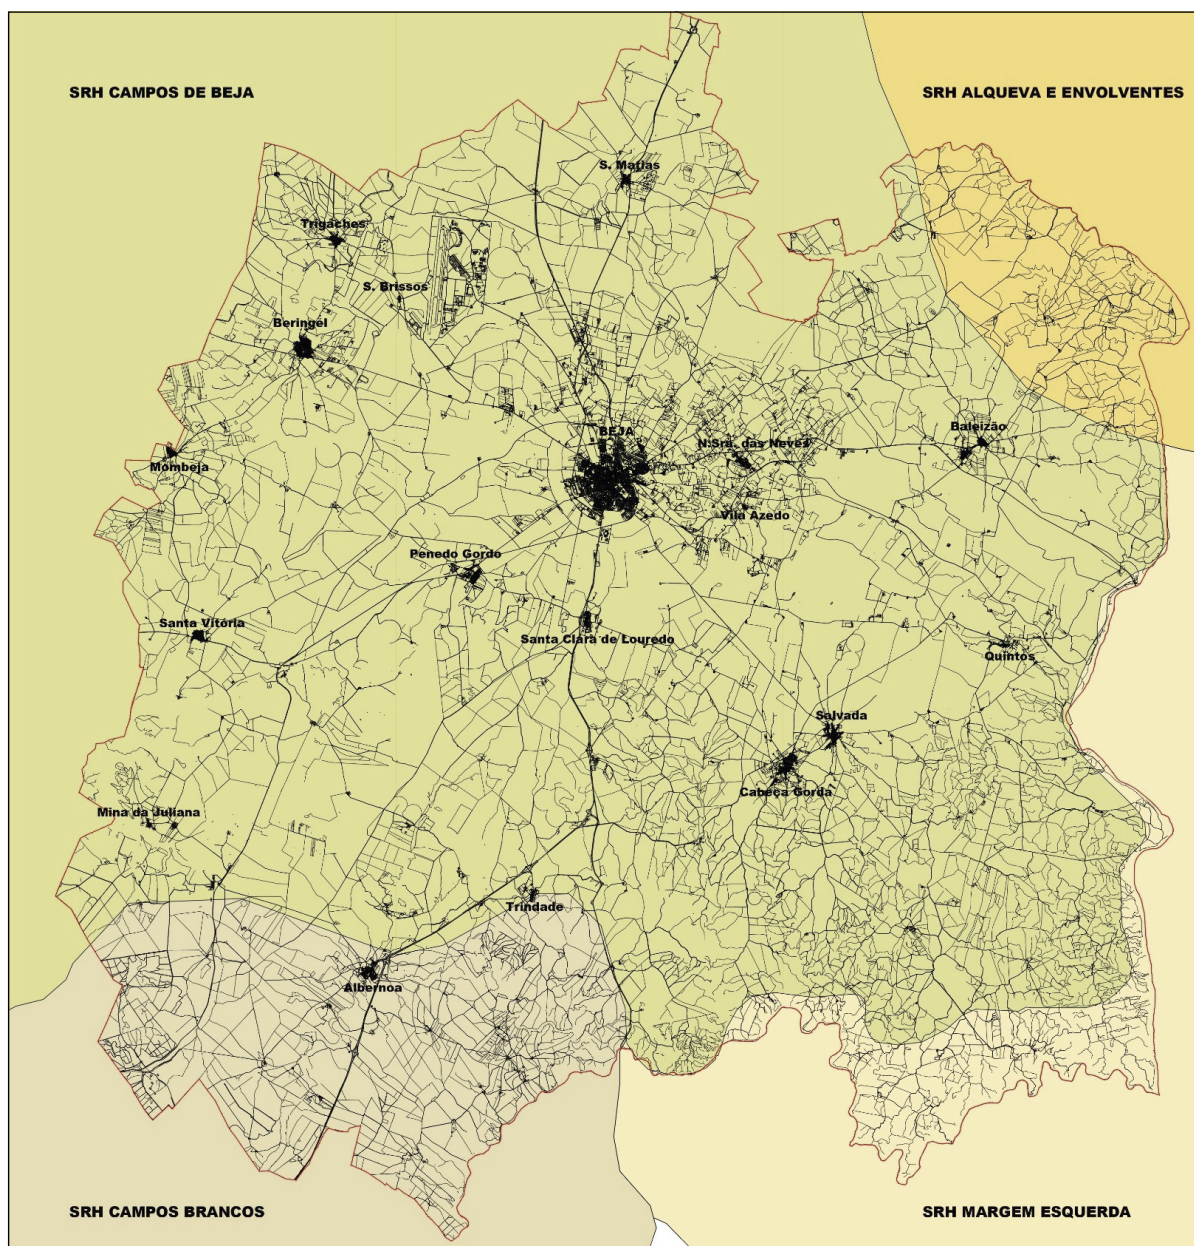 SRH CAMPOS DE BEJA
SRH ALQUEVA E ENVOLVENTES
S. Matias
Trigaches
S. Brissos
Beringel
BEJA
N.Sra. das Neves
Baleizão
Mombeja
Vila Azedo
Penedo Gordo
Santa Vitória
Santa Clara de Louredo
Quintos
Salvada
Cabeça Gorda
Mina da Juliana
Trindade
Albernoa
SRH CAMPOS BRANCOS
SRH MARGEM ESQUERDA